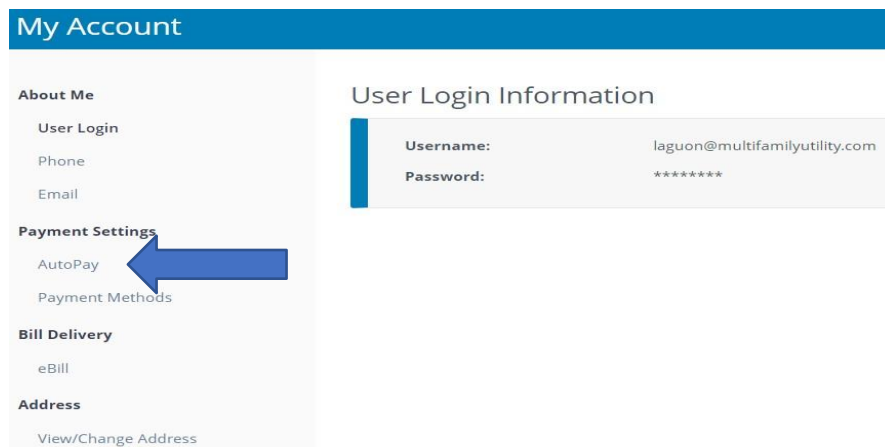 My Account
About Me
User Login
Phone
Email
Payment Settings
AutoPay
Payment Methods
Bill Delivery
eBill
Address
View/Change Address
User Login Information
Username: laguon@multifamilyutility.com
Password: ********